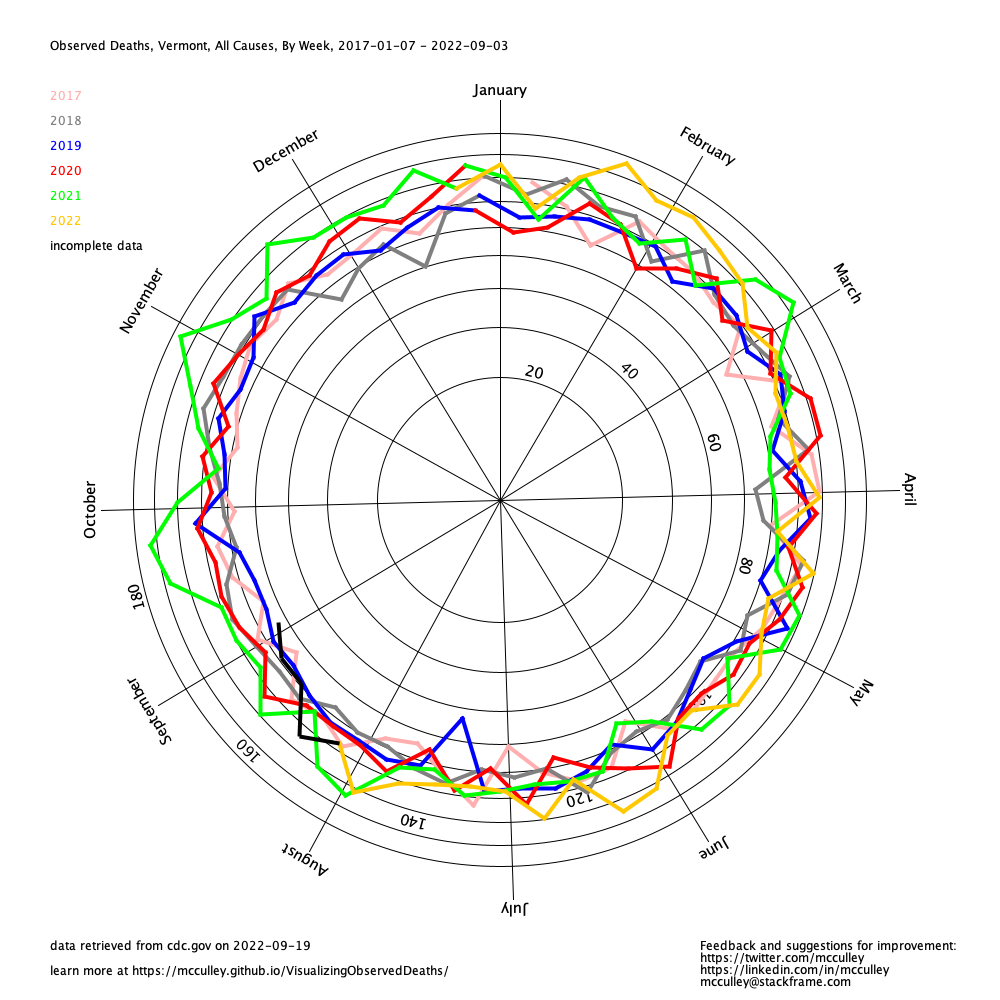 Observed Deaths, Vermont, All Causes, By Week, 2017-01-07 - 2022-09-03
January
2017
2018
2019
2020
2021
2022
incomplete data
December
February
November
March
20
40
60
October
April
80
180
May
September
160
120
140
August
June
July
data retrieved from cdc.gov on 2022-09-19
learn more at https://mcculley.github.io/VisualizingObservedDeaths/
Feedback and suggestions for improvement:
https://twitter.com/mcculley
https://linkedin.com/in/mcculley
mcculley@stackframe.com